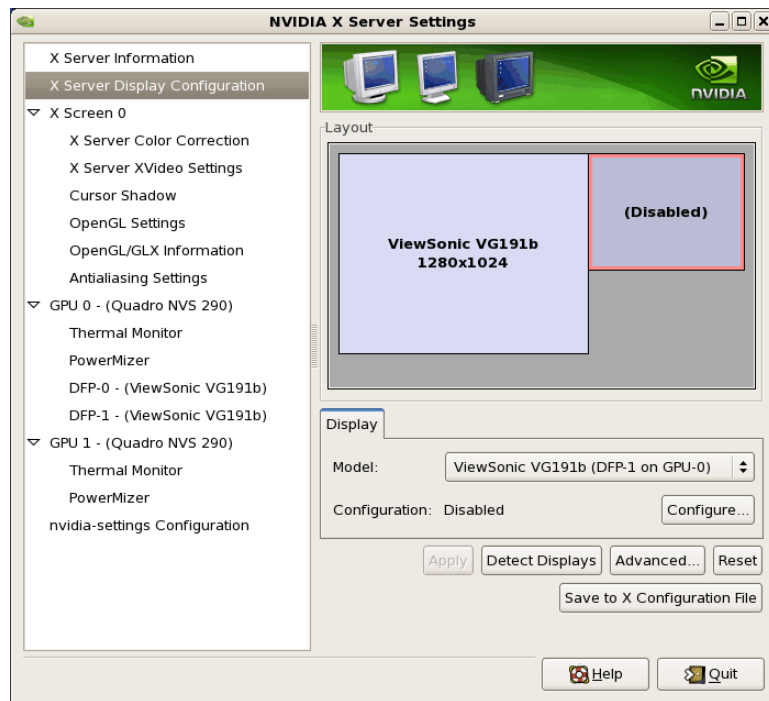 NVIDIA X Server Settings
X Server Information
X Server Display Configuration
X Screen 0
X Server Color Correction
X Server XVideo Settings
Cursor Shadow
OpenGL Settings
OpenGL/GLX Information
Antialiasing Settings
GPU 0 - (Quadro NVS 290)
Thermal Monitor
PowerMizer
DFP-0 - (ViewSonic VG191b)
DFP-1 - (ViewSonic VG191b)
GPU 1 - (Quadro NVS 290)
Thermal Monitor
PowerMizer
nvidia-settings Configuration
NVIDIA
Layout
ViewSonic VG191b
1280x1024
(Disabled)
Display
Model: ViewSonic VG191b (DFP-1 on GPU-0)
Configuration: Disabled Configure...
Apply Detect Displays Advanced... Reset
Save to X Configuration File
Help Quit